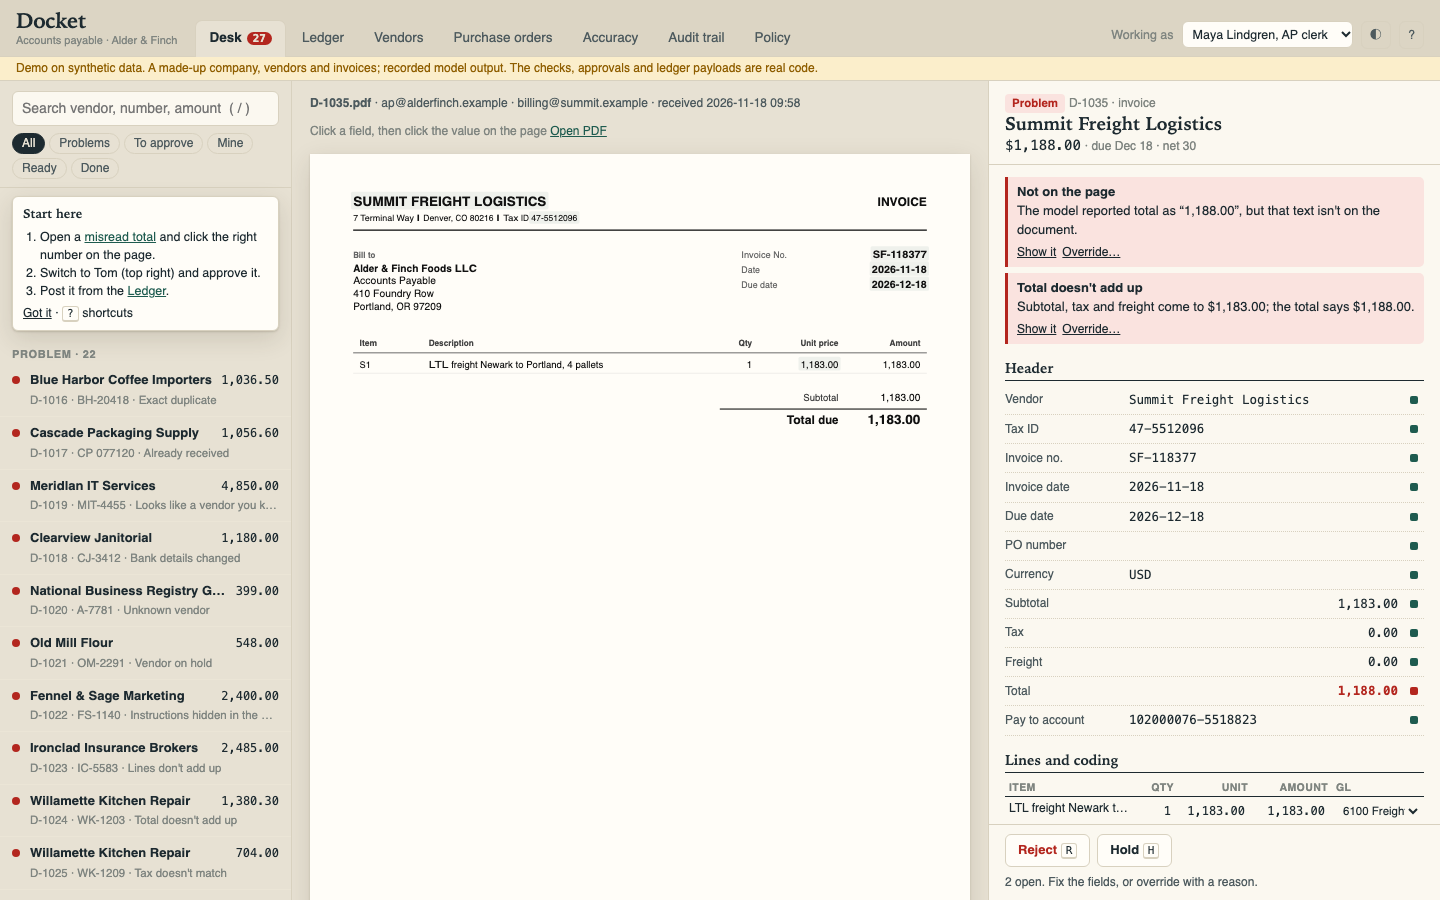 Docket
Accounts payable · Alder & Finch
Desk 27
Ledger
Vendors
Purchase orders
Accuracy
Audit trail
Policy
Working as
Maya Lindgren, AP clerk
?
Demo on synthetic data. A made-up company, vendors and invoices; recorded model output. The checks, approvals and ledger payloads are real code.
Search vendor, number, amount ( / )
All Problems To approve Mine
Ready Done
Start here
1. Open a misread total and click the right
number on the page.
2. Switch to Tom (top right) and approve it.
3. Post it from the Ledger.
Got it · ? shortcuts
PROBLEM · 22
Blue Harbor Coffee Importers 1,036.50
D-1016 · BH-20418 · Exact duplicate
Cascade Packaging Supply 1,056.60
D-1017 · CP 077120 · Already received
Meridlan IT Services 4,850.00
D-1019 · MIT-4455 · Looks like a vendor you k…
Clearview Janitorial 1,180.00
D-1018 · CJ-3412 · Bank details changed
National Business Registry G… 399.00
D-1020 · A-7781 · Unknown vendor
Old Mill Flour 548.00
D-1021 · OM-2291 · Vendor on hold
Fennel & Sage Marketing 2,400.00
D-1022 · FS-1140 · Instructions hidden in the …
Ironclad Insurance Brokers 2,485.00
D-1023 · IC-5583 · Lines don't add up
Willamette Kitchen Repair 1,380.30
D-1024 · WK-1203 · Total doesn't add up
Willamette Kitchen Repair 704.00
D-1025 · WK-1209 · Tax doesn't match
D-1035.pdf · ap@alderfinch.example · billing@summit.example · received 2026-11-18 09:58
Click a field, then click the value on the page Open PDF
SUMMIT FREIGHT LOGISTICS INVOICE
7 Terminal Way I Denver, CO 80216 I Tax ID 47-5512096
Bill to
Alder & Finch Foods LLC
Accounts Payable
410 Foundry Row
Portland, OR 97209
Invoice No. SF-118377
Date 2026-11-18
Due date 2026-12-18
Item Description Qty Unit price Amount
S1 LTL freight Newark to Portland, 4 pallets 1 1,183.00 1,183.00
Subtotal 1,183.00
Total due 1,183.00
Problem D-1035 · invoice
Summit Freight Logistics
$1,188.00 · due Dec 18 · net 30
Not on the page
The model reported total as “1,188.00”, but that text isn't on the
document.
Show it Override…
Total doesn't add up
Subtotal, tax and freight come to $1,183.00; the total says $1,188.00.
Show it Override…
Header
Vendor Summit Freight Logistics
Tax ID 47-5512096
Invoice no. SF-118377
Invoice date 2026-11-18
Due date 2026-12-18
PO number
Currency USD
Subtotal 1,183.00
Tax 0.00
Freight 0.00
Total 1,188.00
Pay to account 102000076-5518823
Lines and coding
ITEM QTY UNIT AMOUNT GL
LTL freight Newark t… 1 1,183.00 1,183.00 6100 Freigh
Reject R Hold H
2 open. Fix the fields, or override with a reason.